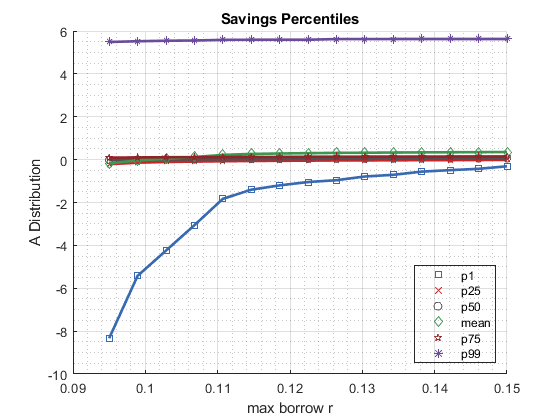 Savings Percentiles
6
4
2
0
-2
-4
-6
-8
-10
A Distribution
p1
p25
p50
mean
p75
p99
0.09
0.1
0.11
0.12
0.13
0.14
0.15
max borrow r